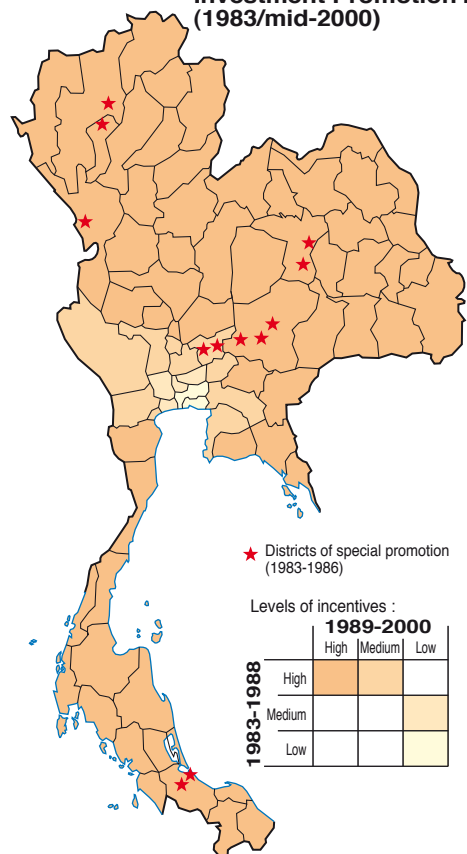 (1983/mid-2000)
Districts of special promotion
(1983-1986)
Levels of incentives :
1989-2000
High Medium Low
1983-1988
High
Medium
Low